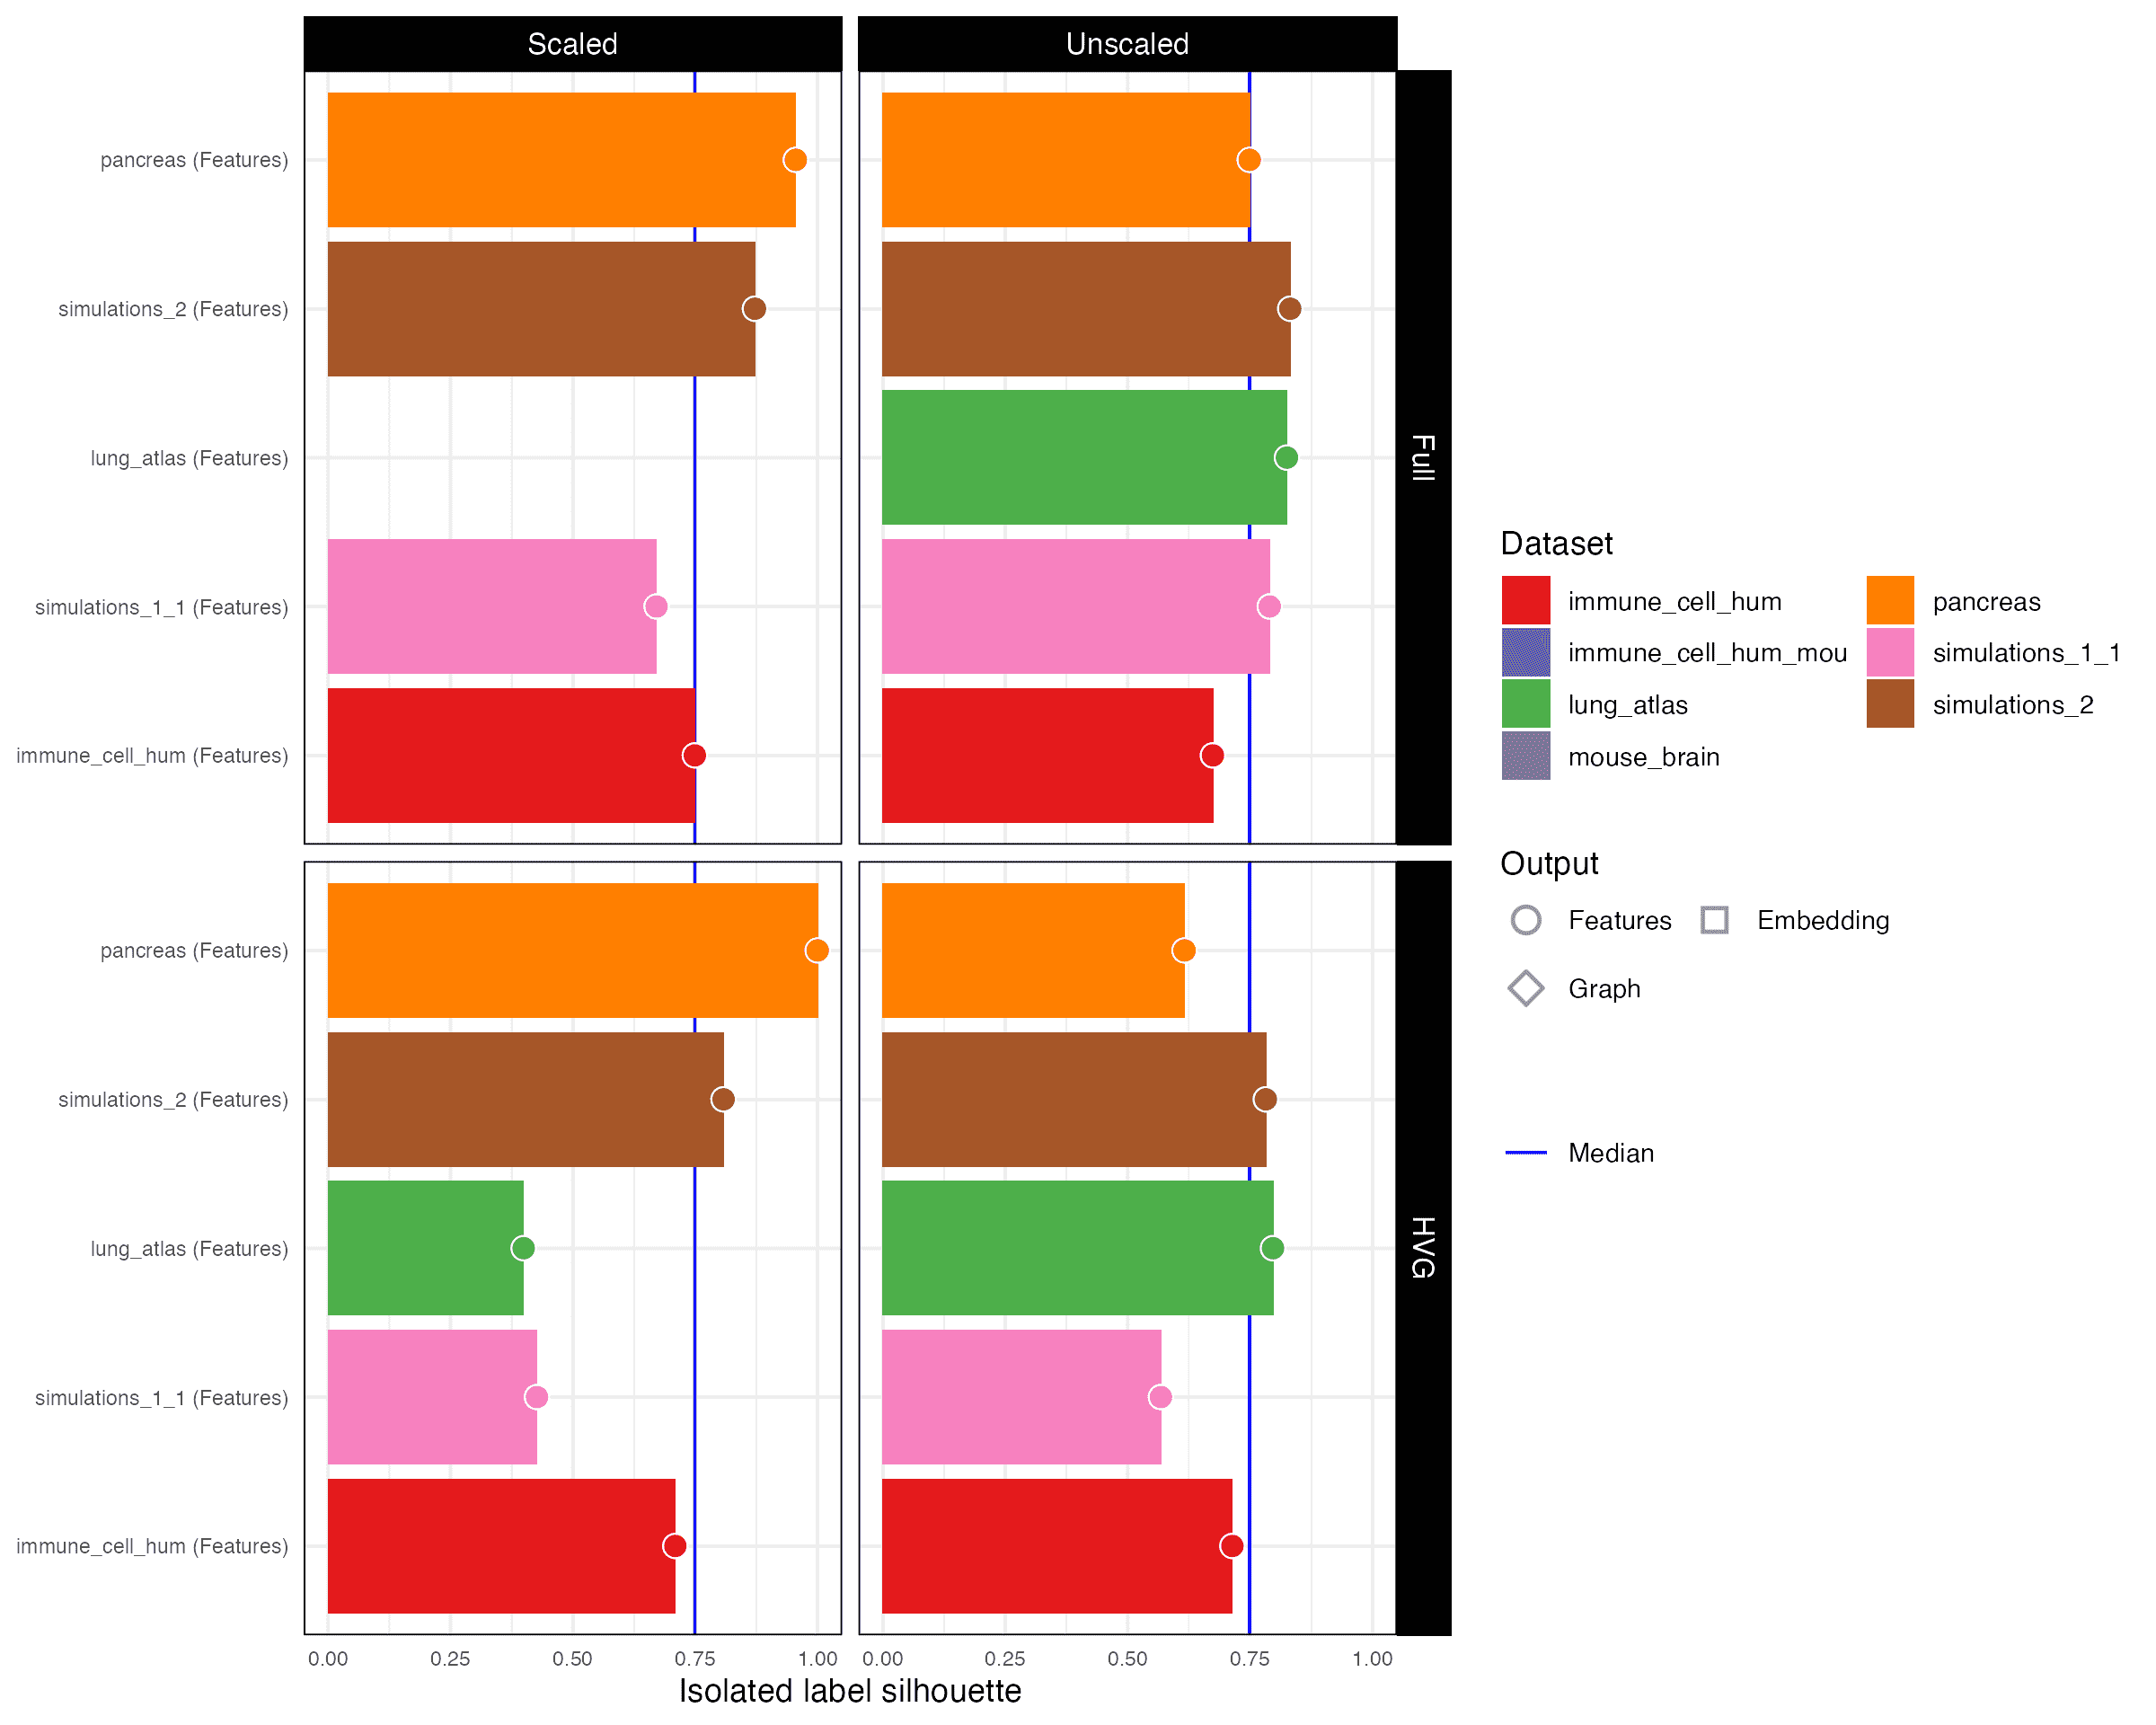 Scaled
Unscaled
pancreas (Features)
simulations_2 (Features)
lung_atlas (Features)
simulations_1_1 (Features)
immune_cell_hum (Features)
Full
pancreas (Features)
simulations_2 (Features)
lung_atlas (Features)
simulations_1_1 (Features)
immune_cell_hum (Features)
HVG
0.00 0.25 0.50 0.75 1.00
0.00 0.25 0.50 0.75 1.00
Isolated label silhouette
Dataset
immune_cell_hum
immune_cell_hum_mou
lung_atlas
mouse_brain
pancreas
simulations_1_1
simulations_2
Output
Features
Embedding
Graph
Median